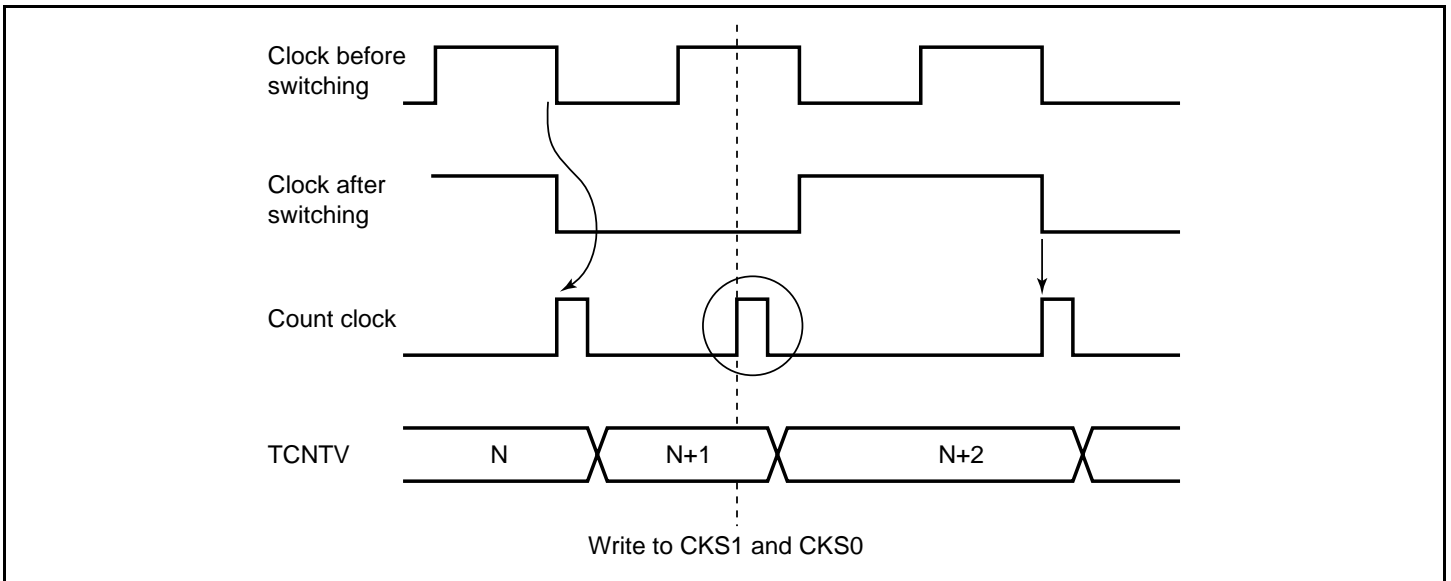 Clock before
switching
Clock after
switching
Count clock
TCNTV
N
N+1
N+2
Write to CKS1 and CKS0